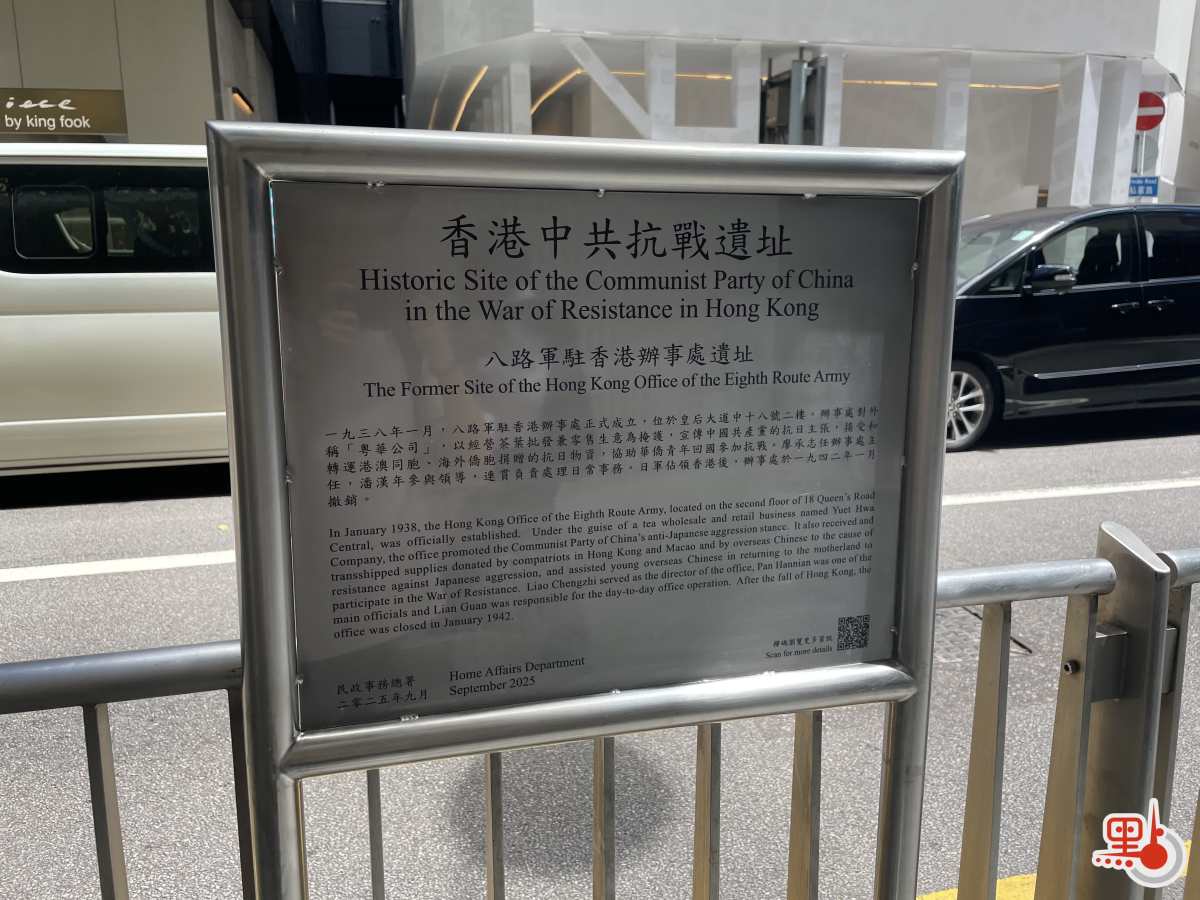 by king fook
香港中共抗戰遺址
Historic Site of the Communist Party of China
in the War of Resistance in Hong Kong
八路軍駐香港辦事處遺址
The Former Site of the Hong Kong Office of the Eighth Route Army
一九三八年一月，八路軍駐香港辦事處正式成立，位於皇后大道中十八號二樓。辦事處對外
稱「粵華公司」，以經營茶葉批發兼零售生意為掩護，宣傳中國共產黨的抗日主張，接受和
轉運港澳同胞、海外僑胞捐贈的抗日物資，協助華僑青年回國參加抗戰。廖承志任辦事處主
任，潘漢年參與領導，連貫負責處理日常事務。日軍佔領香港後，辦事處於一九四二年一月
撤銷。
In January 1938, the Hong Kong Office of the Eighth Route Army, located on the second floor of 18 Queen's Road
Central, was officially established. Under the guise of a tea wholesale and retail business named Yuet Hwa
Company, the office promoted the Communist Party of China's anti-Japanese aggression stance. It also received and
transshipped supplies donated by compatriots in Hong Kong and Macao and by overseas Chinese to the cause of
resistance against Japanese aggression, and assisted young overseas Chinese in returning to the motherland to
participate in the War of Resistance. Liao Chengzhi served as the director of the office, Pan Hannian was one of the
main officials and Lian Guan was responsible for the day-to-day office operation. After the fall of Hong Kong, the
office was closed in January 1942.
掃碼瀏覽更多資訊
Scan for more details
民政事務總署
二零二五年九月
Home Affairs Department
September 2025
點